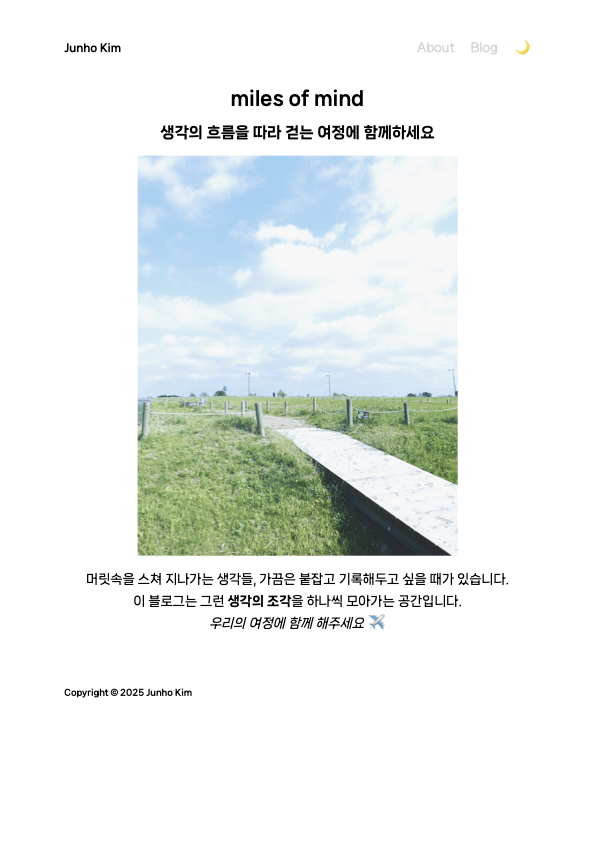 Junho Kim
About Blog 🌙
miles of mind
생각의 흐름을 따라 걷는 여정에 함께하세요
머릿속을 스쳐 지나가는 생각들, 가끔은 붙잡고 기록해두고 싶을 때가 있습니다.
이 블로그는 그런 생각의 조각을 하나씩 모아가는 공간입니다.
우리의 여정에 함께 해주세요 ✈️
Copyright © 2025 Junho Kim